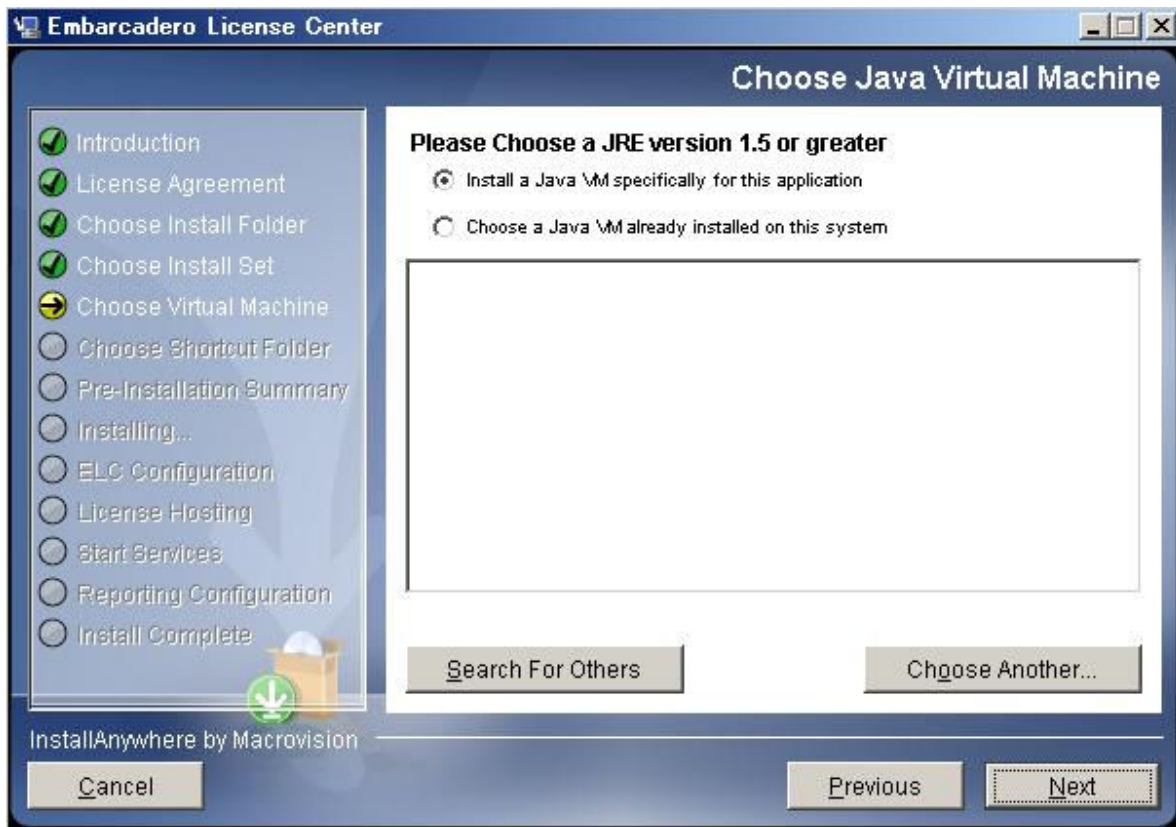 Embarcadero License Center
Choose Java Virtual Machine
Introduction
License Agreement
Choose Install Folder
Choose Install Set
Choose Virtual Machine
Choose Shortcut Folder
Pre-Installation Summary
Installing...
ELC Configuration
License Hosting
Start Services
Reporting Configuration
Install Complete
Please Choose a JRE version 1.5 or greater
Install a Java VM specifically for this application
Choose a Java VM already installed on this system
Search For Others
Choose Another...
InstallAnywhere by Macrovision
Cancel
Previous
Next